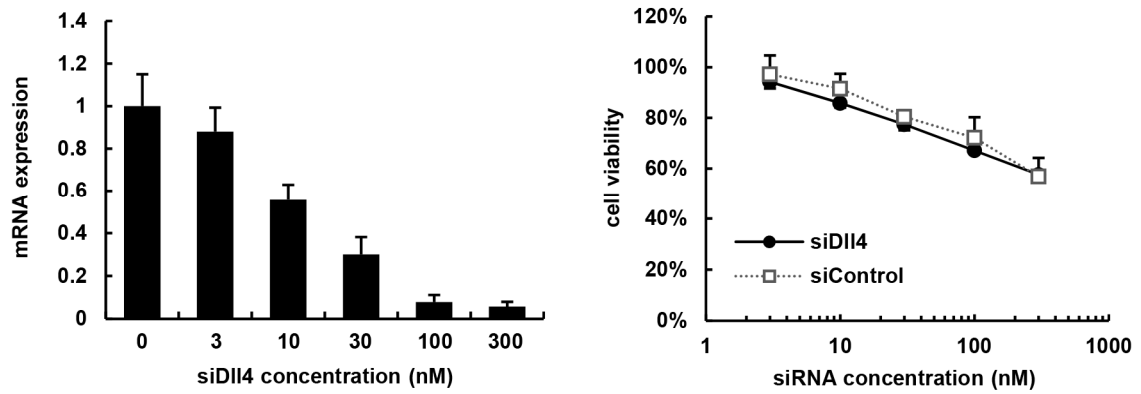 1.4
1.2
1
0.8
0.6
0.4
0.2
0
mRNA expression
0 3 10 30 100 300
siDll4 concentration (nM)
120%
100%
80%
60%
40%
20%
0%
cell viability
siDll4
siControl
1 10 100 1000
siRNA concentration (nM)